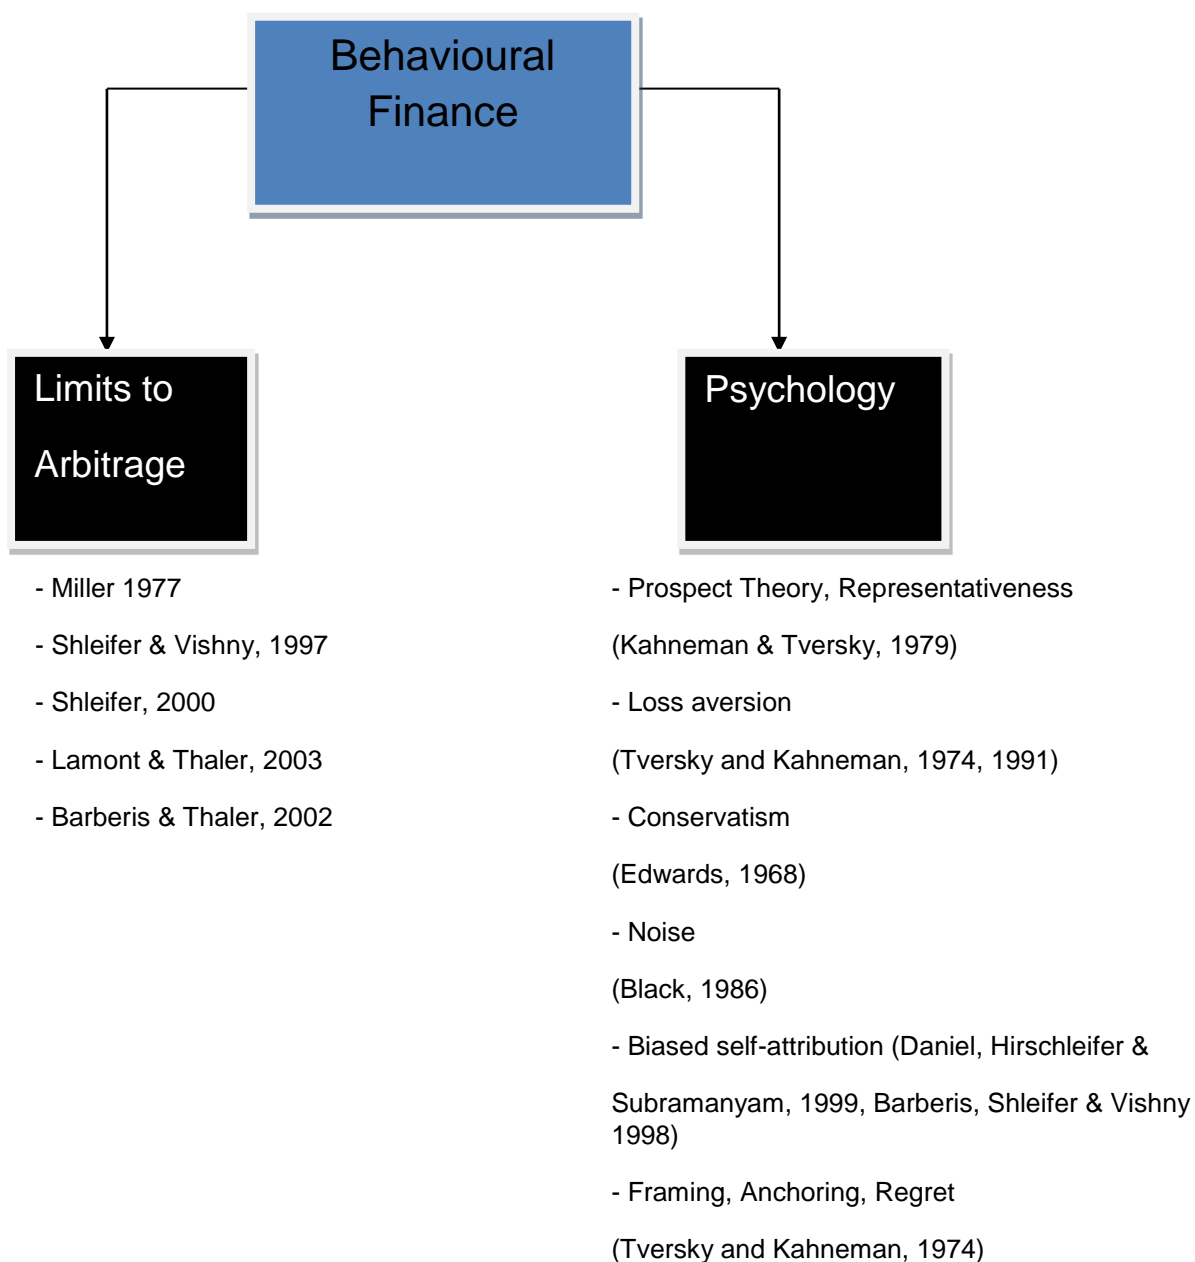 Behavioural
Finance
Limits to
Arbitrage
- Miller 1977
- Shleifer & Vishny, 1997
- Shleifer, 2000
- Lamont & Thaler, 2003
- Barberis & Thaler, 2002
Psychology
- Prospect Theory, Representativeness
(Kahneman & Tversky, 1979)
- Loss aversion
(Tversky and Kahneman, 1974, 1991)
- Conservatism
(Edwards, 1968)
- Noise
(Black, 1986)
- Biased self-attribution (Daniel, Hirschleifer &
Subramanyam, 1999, Barberis, Shleifer & Vishny
1998)
- Framing, Anchoring, Regret
(Tversky and Kahneman, 1974)